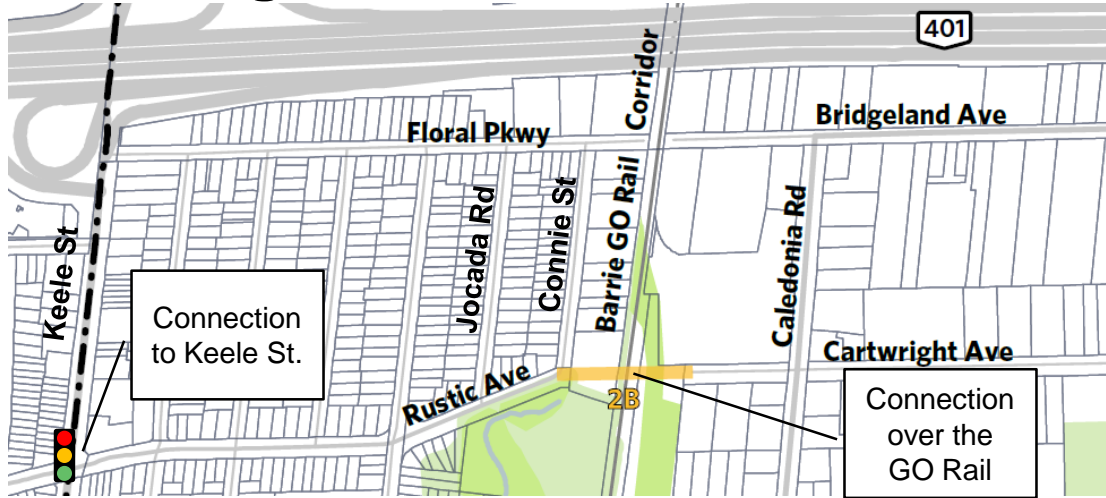 401
Floral Pkwy
Bridgeland Ave
Barrie GO Rail Corridor
Keele St
Jocada Rd
Connie St
Caledonia Rd
Connection
to Keele St.
Rustic Ave
Cartwright Ave
2B
Connection
over the
GO Rail